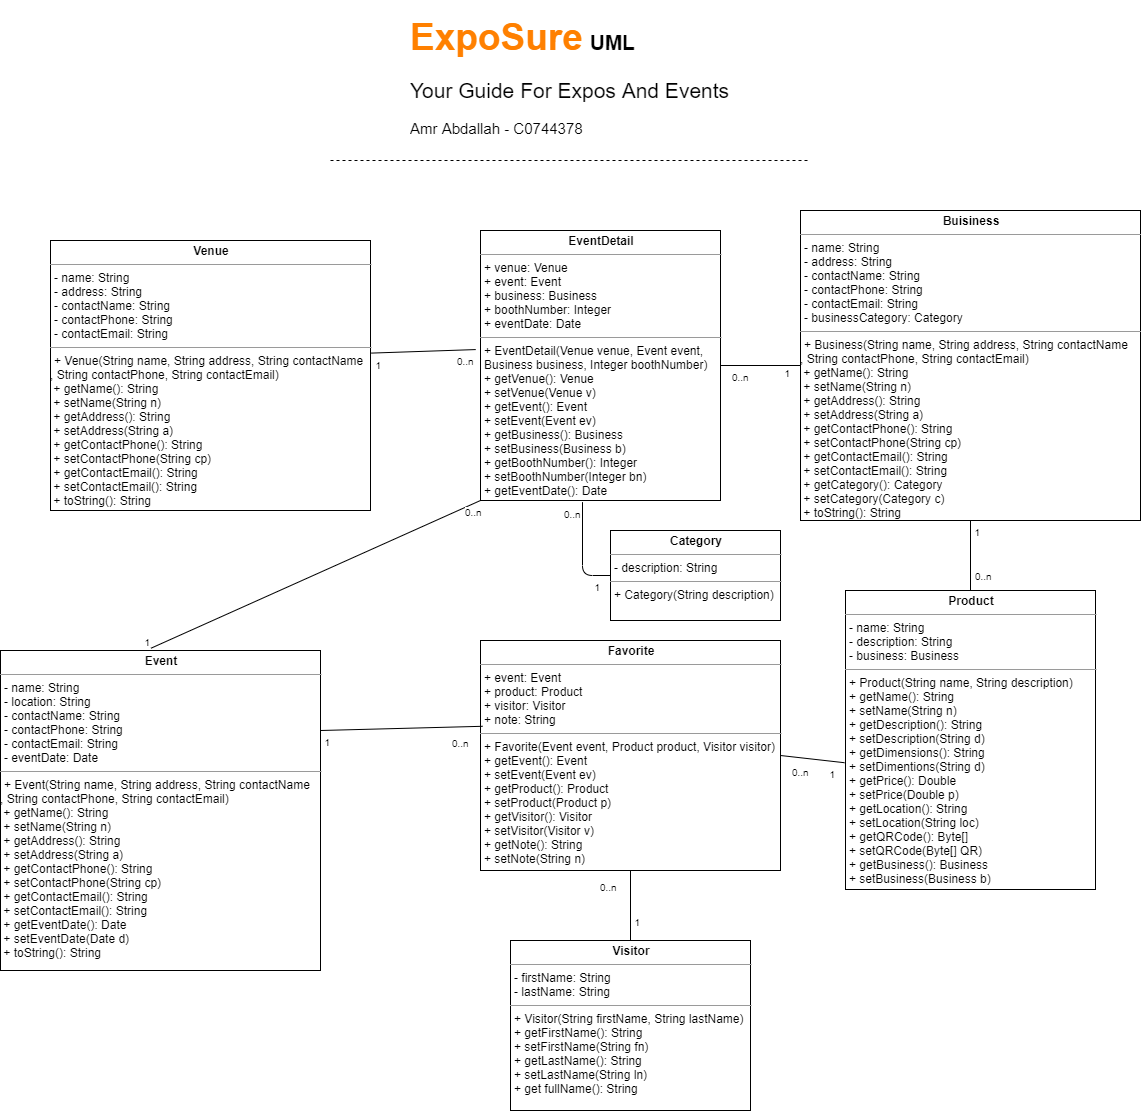 ExpoSure UML
Your Guide For Expos And Events
Amr Abdallah - C0744378
Venue
- name: String
- address: String
- contactName: String
- contactPhone: String
- contactEmail: String
+ Venue(String name, String address, String contactName
, String contactPhone, String contactEmail)
+ getName(): String
+ setName(String n)
+ getAddress(): String
+ setAddress(String a)
+ getContactPhone(): String
+ setContactPhone(String cp)
+ getContactEmail(): String
+ setContactEmail(): String
+ toString(): String
1
0..n
EventDetail
+ venue: Venue
+ event: Event
+ business: Business
+ boothNumber: Integer
+ eventDate: Date
+ EventDetail(Venue venue, Event event,
Business business, Integer boothNumber)
+ getVenue(): Venue
+ setVenue(Venue v)
+ getEvent(): Event
+ setEvent(Event ev)
+ getBusiness(): Business
+ setBusiness(Business b)
+ getBoothNumber(): Integer
+ setBoothNumber(Integer bn)
+ getEventDate(): Date
0..n
1
Buisiness
- name: String
- address: String
- contactName: String
- contactPhone: String
- contactEmail: String
- businessCategory: Category
+ Business(String name, String address, String contactName
, String contactPhone, String contactEmail)
+ getName(): String
+ setName(String n)
+ getAddress(): String
+ setAddress(String a)
+ getContactPhone(): String
+ setContactPhone(String cp)
+ getContactEmail(): String
+ setContactEmail(): String
+ getCategory(): Category
+ setCategory(Category c)
+ toString(): String
0..n
1
0..n
1
Category
- description: String
+ Category(String description)
1
0..n
Event
- name: String
- location: String
- contactName: String
- contactPhone: String
- contactEmail: String
- eventDate: Date
+ Event(String name, String address, String contactName
, String contactPhone, String contactEmail)
+ getName(): String
+ setName(String n)
+ getAddress(): String
+ setAddress(String a)
+ getContactPhone(): String
+ setContactPhone(String cp)
+ getContactEmail(): String
+ setContactEmail(): String
+ getEventDate(): Date
+ setEventDate(Date d)
+ toString(): String
1
0..n
Favorite
+ event: Event
+ product: Product
+ visitor: Visitor
+ note: String
+ Favorite(Event event, Product product, Visitor visitor)
+ getEvent(): Event
+ setEvent(Event ev)
+ getProduct(): Product
+ setProduct(Product p)
+ getVisitor(): Visitor
+ setVisitor(Visitor v)
+ getNote(): String
+ setNote(String n)
0..n
1
Product
- name: String
- description: String
- business: Business
+ Product(String name, String description)
+ getName(): String
+ setName(String n)
+ getDescription(): String
+ setDescription(String d)
+ getDimensions(): String
+ setDimentions(String d)
+ getPrice(): Double
+ setPrice(Double p)
+ getLocation(): String
+ setLocation(String loc)
+ getQRCode(): Byte[]
+ setQRCode(Byte[] QR)
+ getBusiness(): Business
+ setBusiness(Business b)
0..n
1
Visitor
- firstName: String
- lastName: String
+ Visitor(String firstName, String lastName)
+ getFirstName(): String
+ setFirstName(String fn)
+ getLastName(): String
+ setLastName(String ln)
+ get fullName(): String